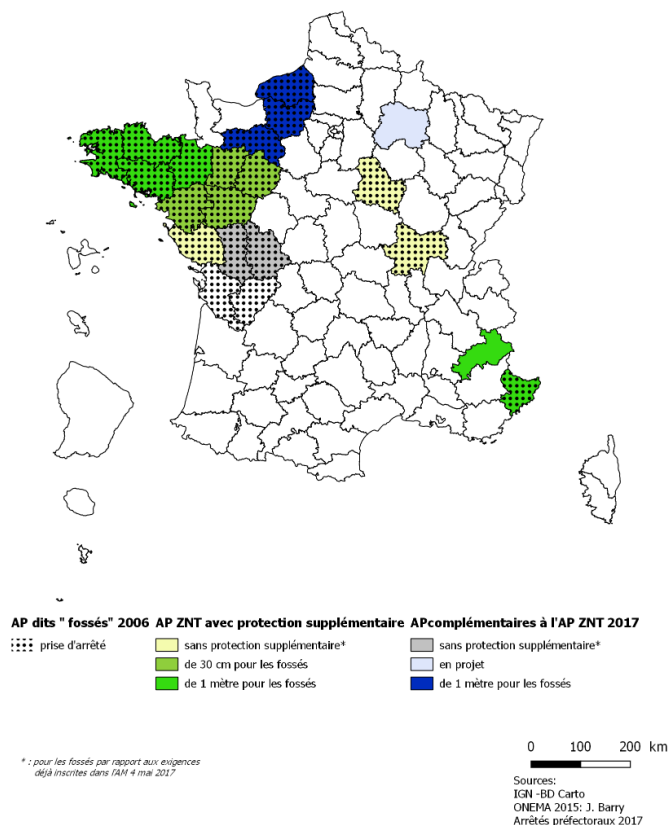 AP dits " fossés" 2006
prise d'arrêté
AP ZNT avec protection supplémentaire
sans protection supplémentaire*
de 30 cm pour les fossés
de 1 mètre pour les fossés
APcomplémentaires à l'AP ZNT 2017
sans protection supplémentaire*
en projet
de 1 mètre pour les fossés
* : pour les fossés par rapport aux exigences
déjà inscrites dans l'AM 4 mai 2017
0 100 200 km
Sources:
IGN -BD Carto
ONEMA 2015: J. Barry
Arrêtés préfectoraux 2017